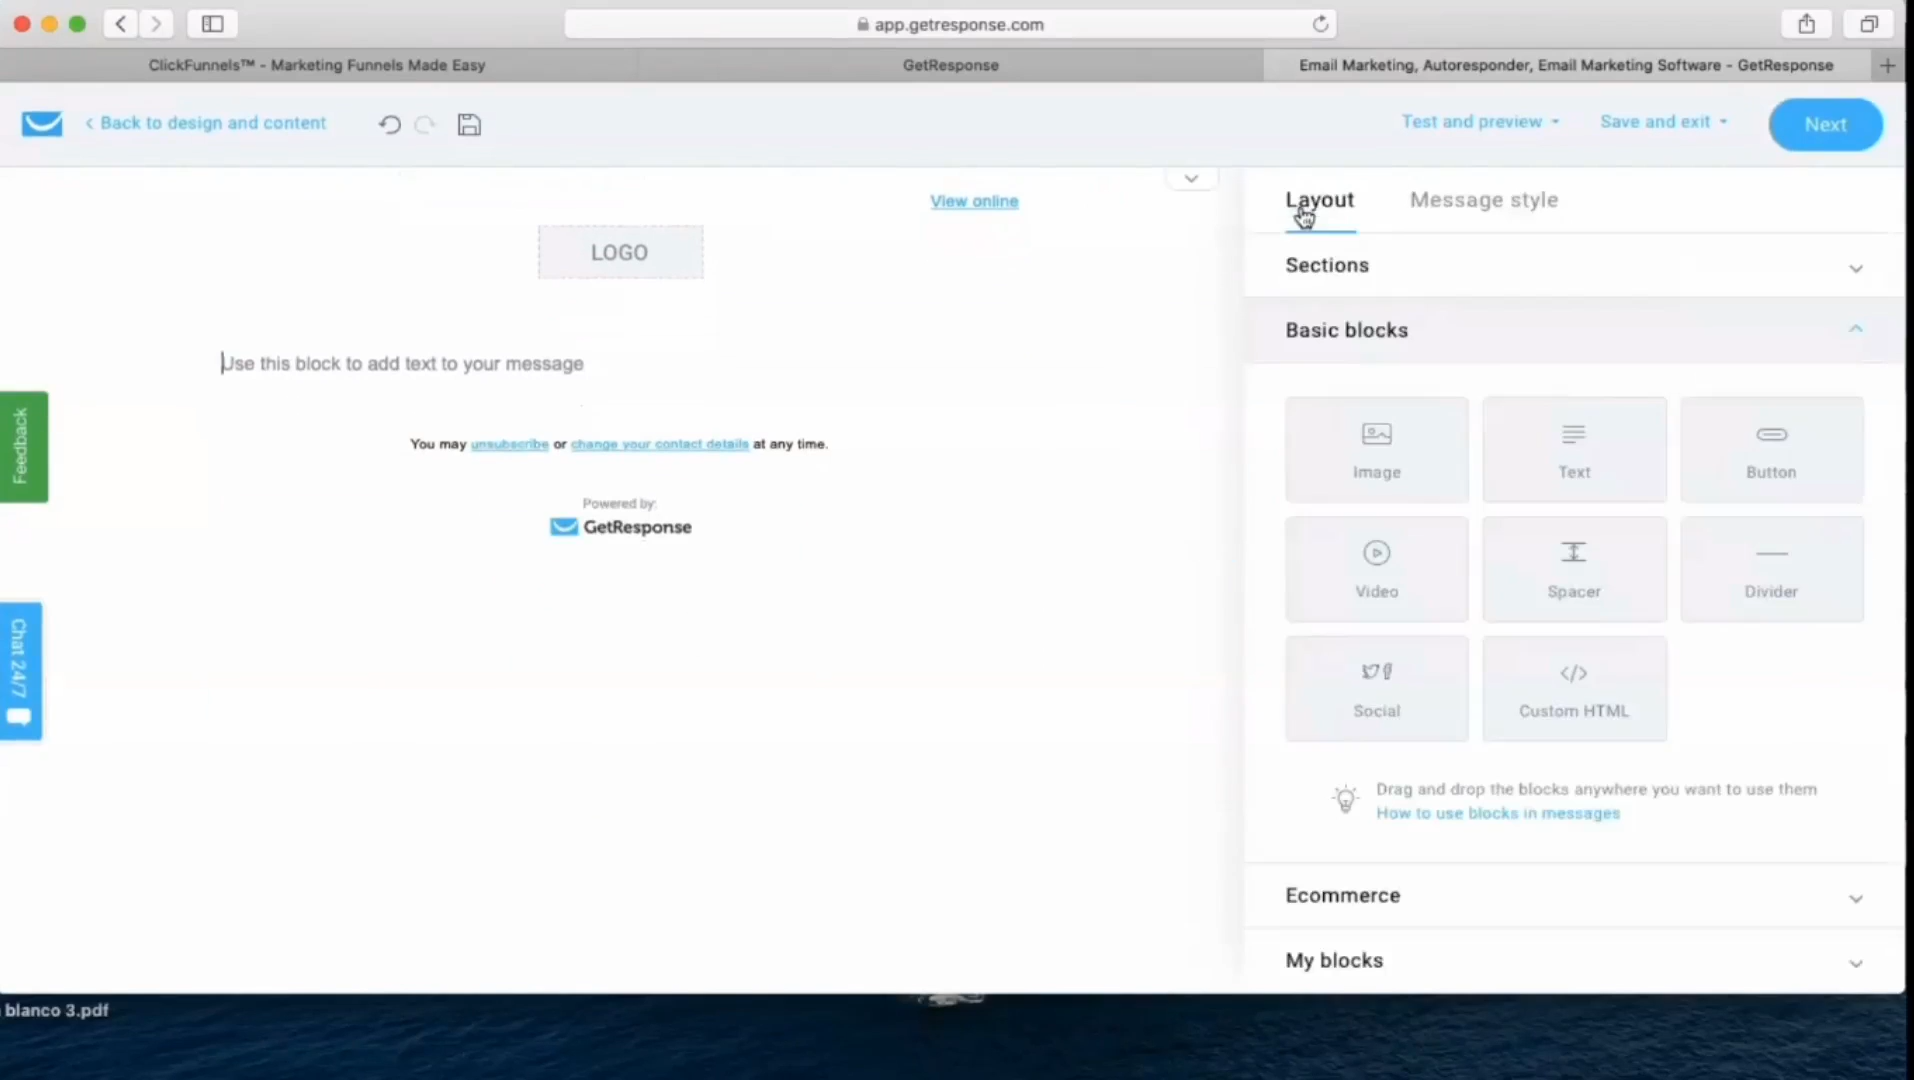 app.getresponse.com
ClickFunnels™ - Marketing Funnels Made Easy
GetResponse
Email Marketing, Autoresponder, Email Marketing Software - GetResponse
Back to design and content
Test and preview
Save and exit
Next
View online
LOGO
Use this block to add text to your message
You may unsubscribe or change your contact details at any time.
Powered by:
GetResponse
Feedback
Chat 24/7
Layout
Message style
Sections
Basic blocks
Image
Text
Button
Video
Spacer
Divider
Social
Custom HTML
Drag and drop the blocks anywhere you want to use them
How to use blocks in messages
Ecommerce
My blocks
blanco 3.pdf